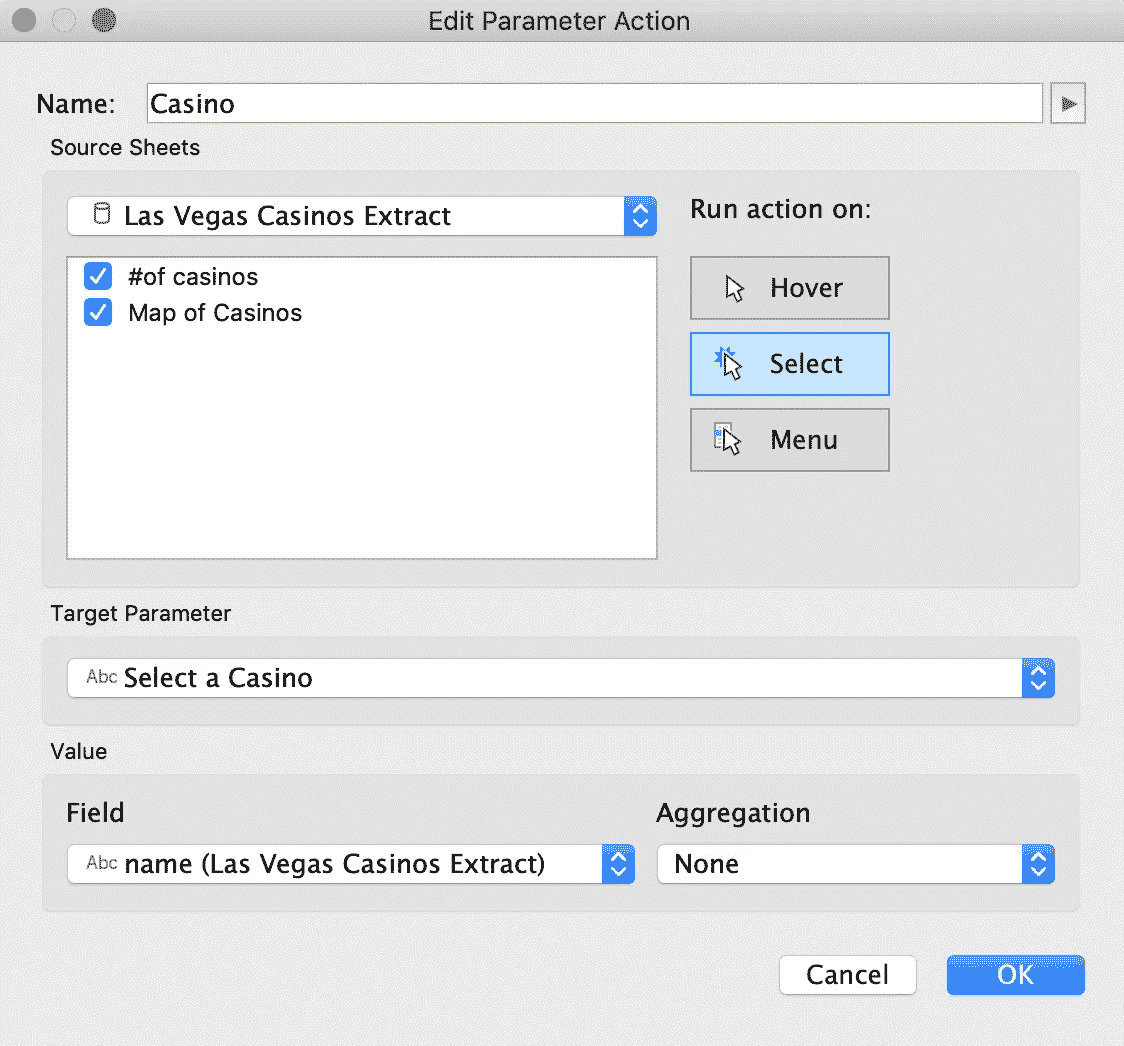 Edit Parameter Action
Name: Casino
Source Sheets
Las Vegas Casinos Extract
Run action on:
#of casinos
Map of Casinos
Hover
Select
Menu
Target Parameter
Abc Select a Casino
Value
Field Aggregation
Abc name (Las Vegas Casinos Extract) None
Cancel OK